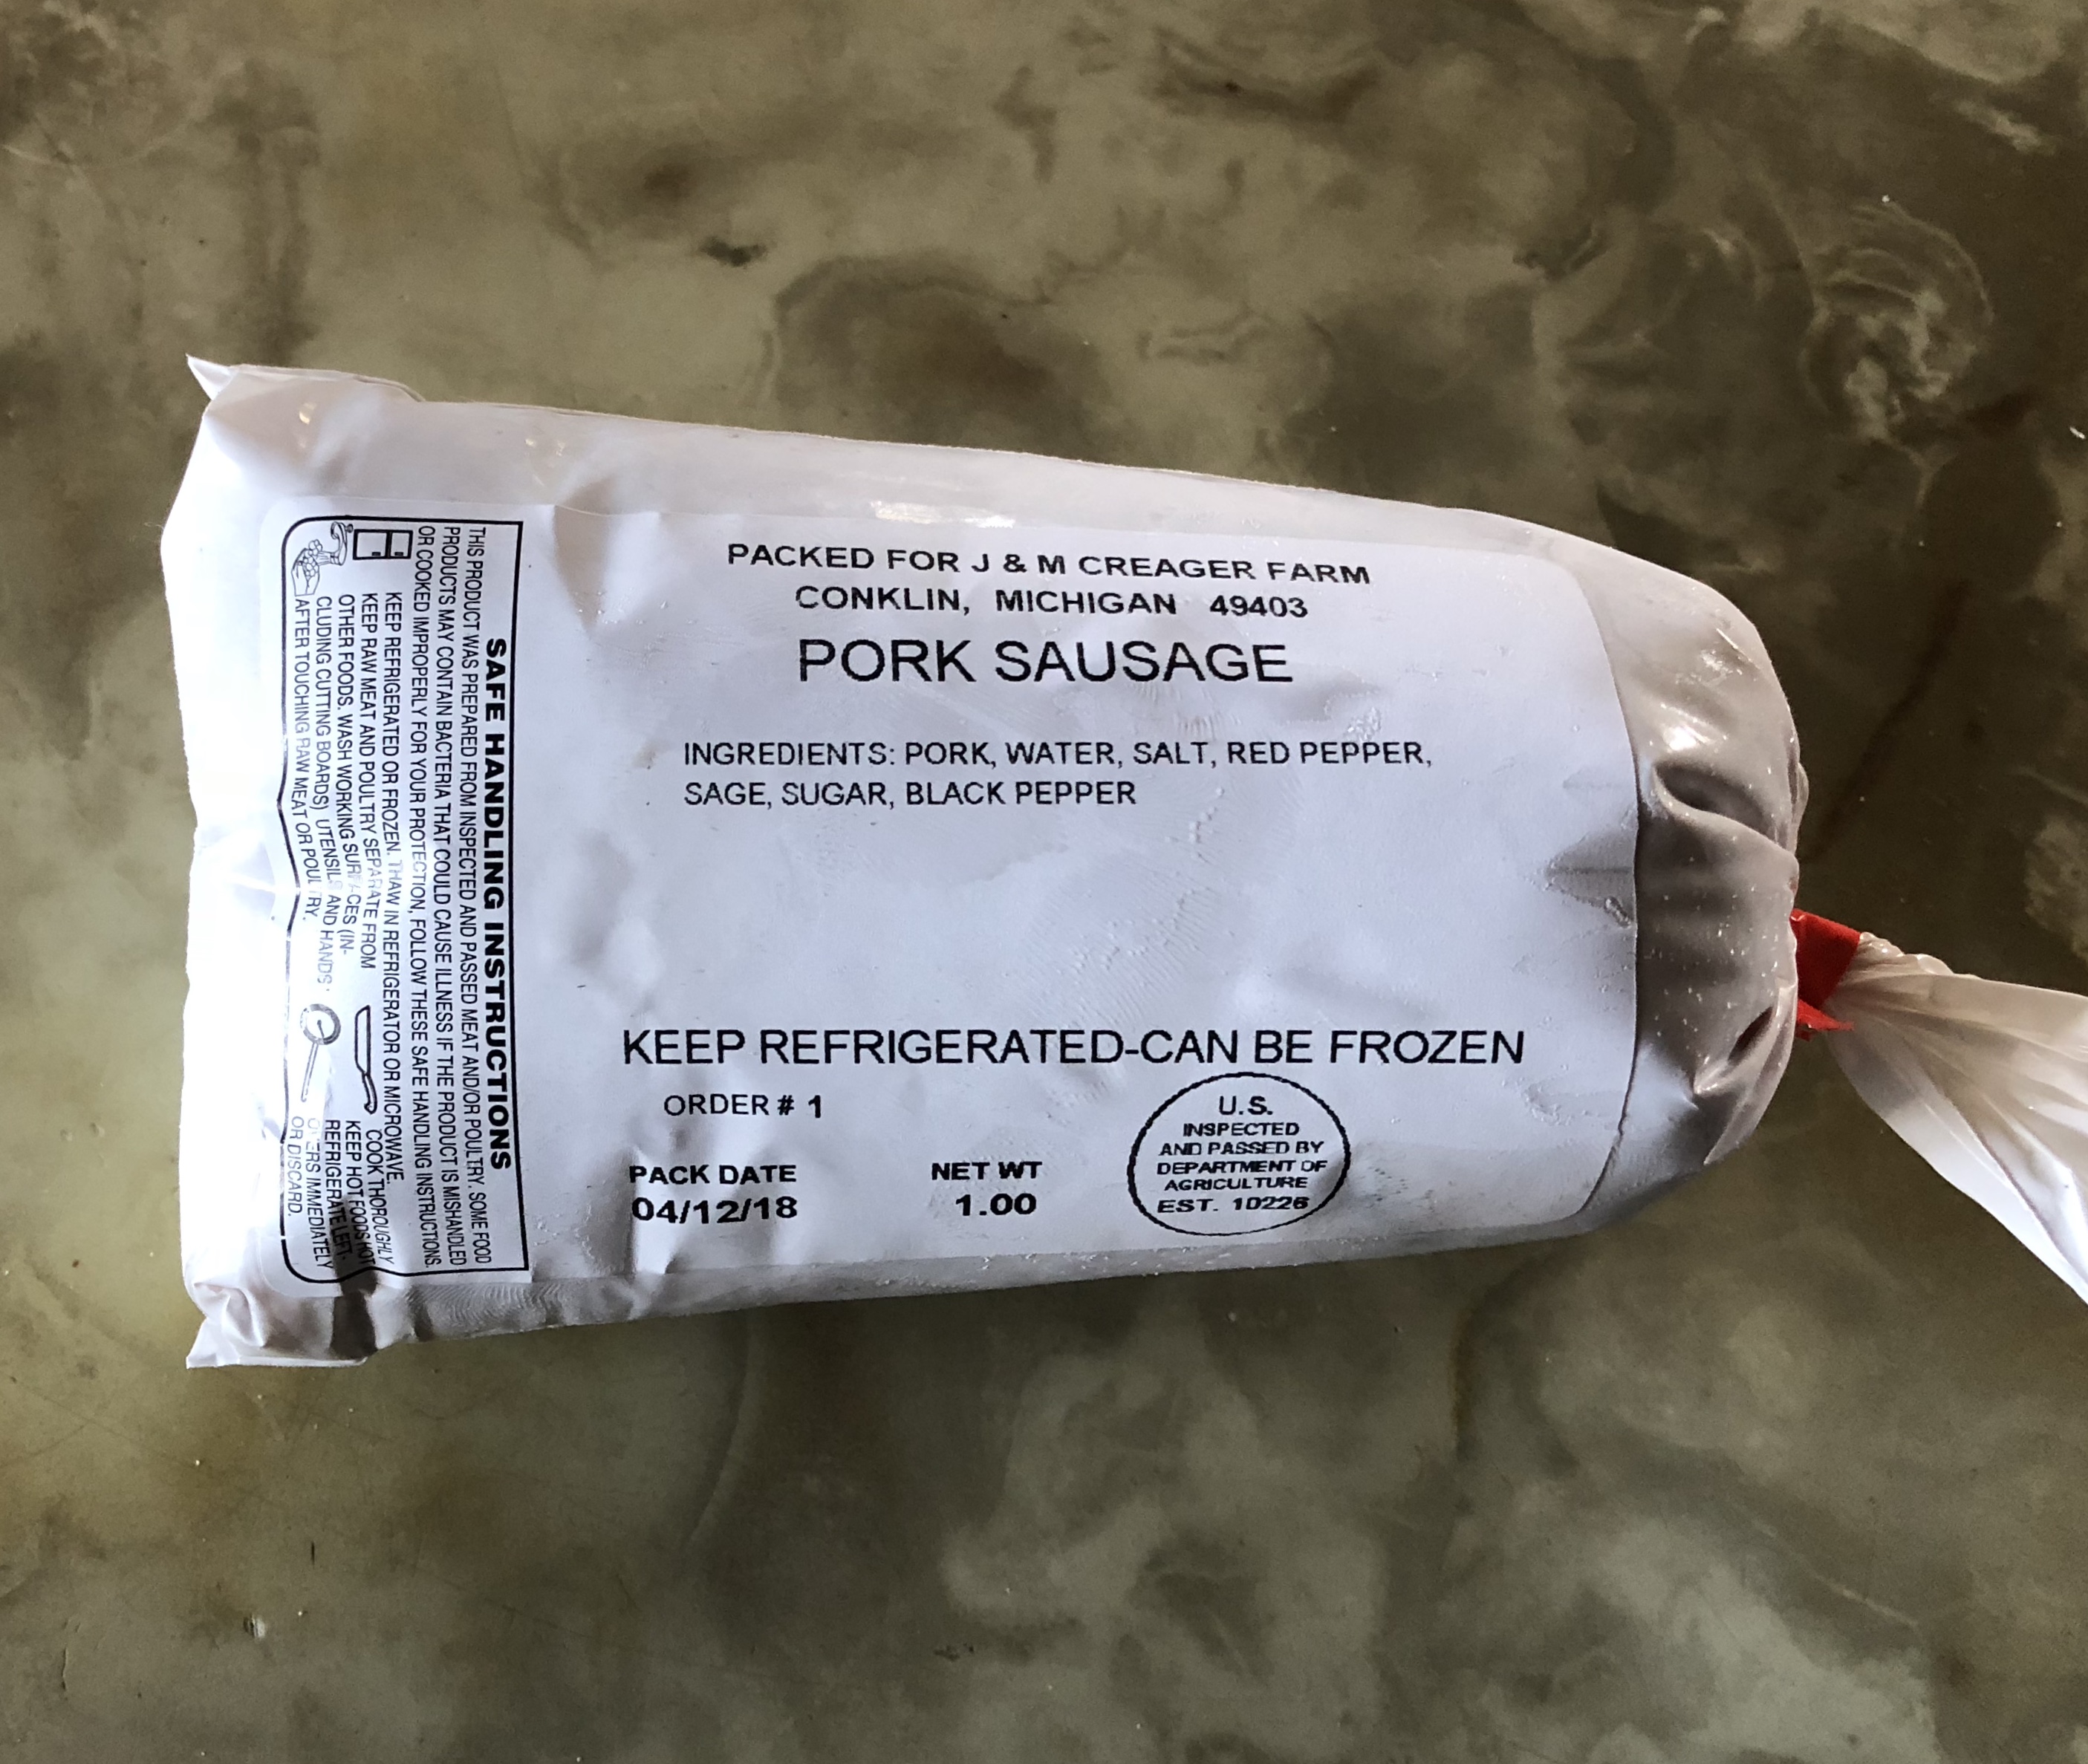 PACKED FOR J & M CREAGER FARM
CONKLIN, MICHIGAN 49403
PORK SAUSAGE
INGREDIENTS: PORK, WATER, SALT, RED PEPPER,
SAGE, SUGAR, BLACK PEPPER
KEEP REFRIGERATED-CAN BE FROZEN
ORDER # 1
PACK DATE
04/12/18
NET WT
1.00
U.S.
INSPECTED
AND PASSED BY
DEPARTMENT OF
AGRICULTURE
EST. 10226
SAFE HANDLING INSTRUCTIONS
THIS PRODUCT WAS PREPARED FROM INSPECTED AND PASSED MEAT AND/OR POULTRY. SOME FOOD
PRODUCTS MAY CONTAIN BACTERIA THAT COULD CAUSE ILLNESS IF THE PRODUCT IS MISHANDLED
OR COOKED IMPROPERLY. FOR YOUR PROTECTION, FOLLOW THESE SAFE HANDLING INSTRUCTIONS.
KEEP REFRIGERATED OR FROZEN. THAW IN REFRIGERATOR OR MICROWAVE.
KEEP RAW MEAT AND POULTRY SEPARATE FROM
OTHER FOODS. WASH WORKING SURFACES (IN-
CLUDING CUTTING BOARDS) UTENSILS AND HANDS
AFTER TOUCHING RAW MEAT OR POULTRY.
COOK THOROUGHLY
KEEP HOT FOODS HOT
REFRIGERATE LEFT-
OVERS IMMEDIATELY
OR DISCARD.